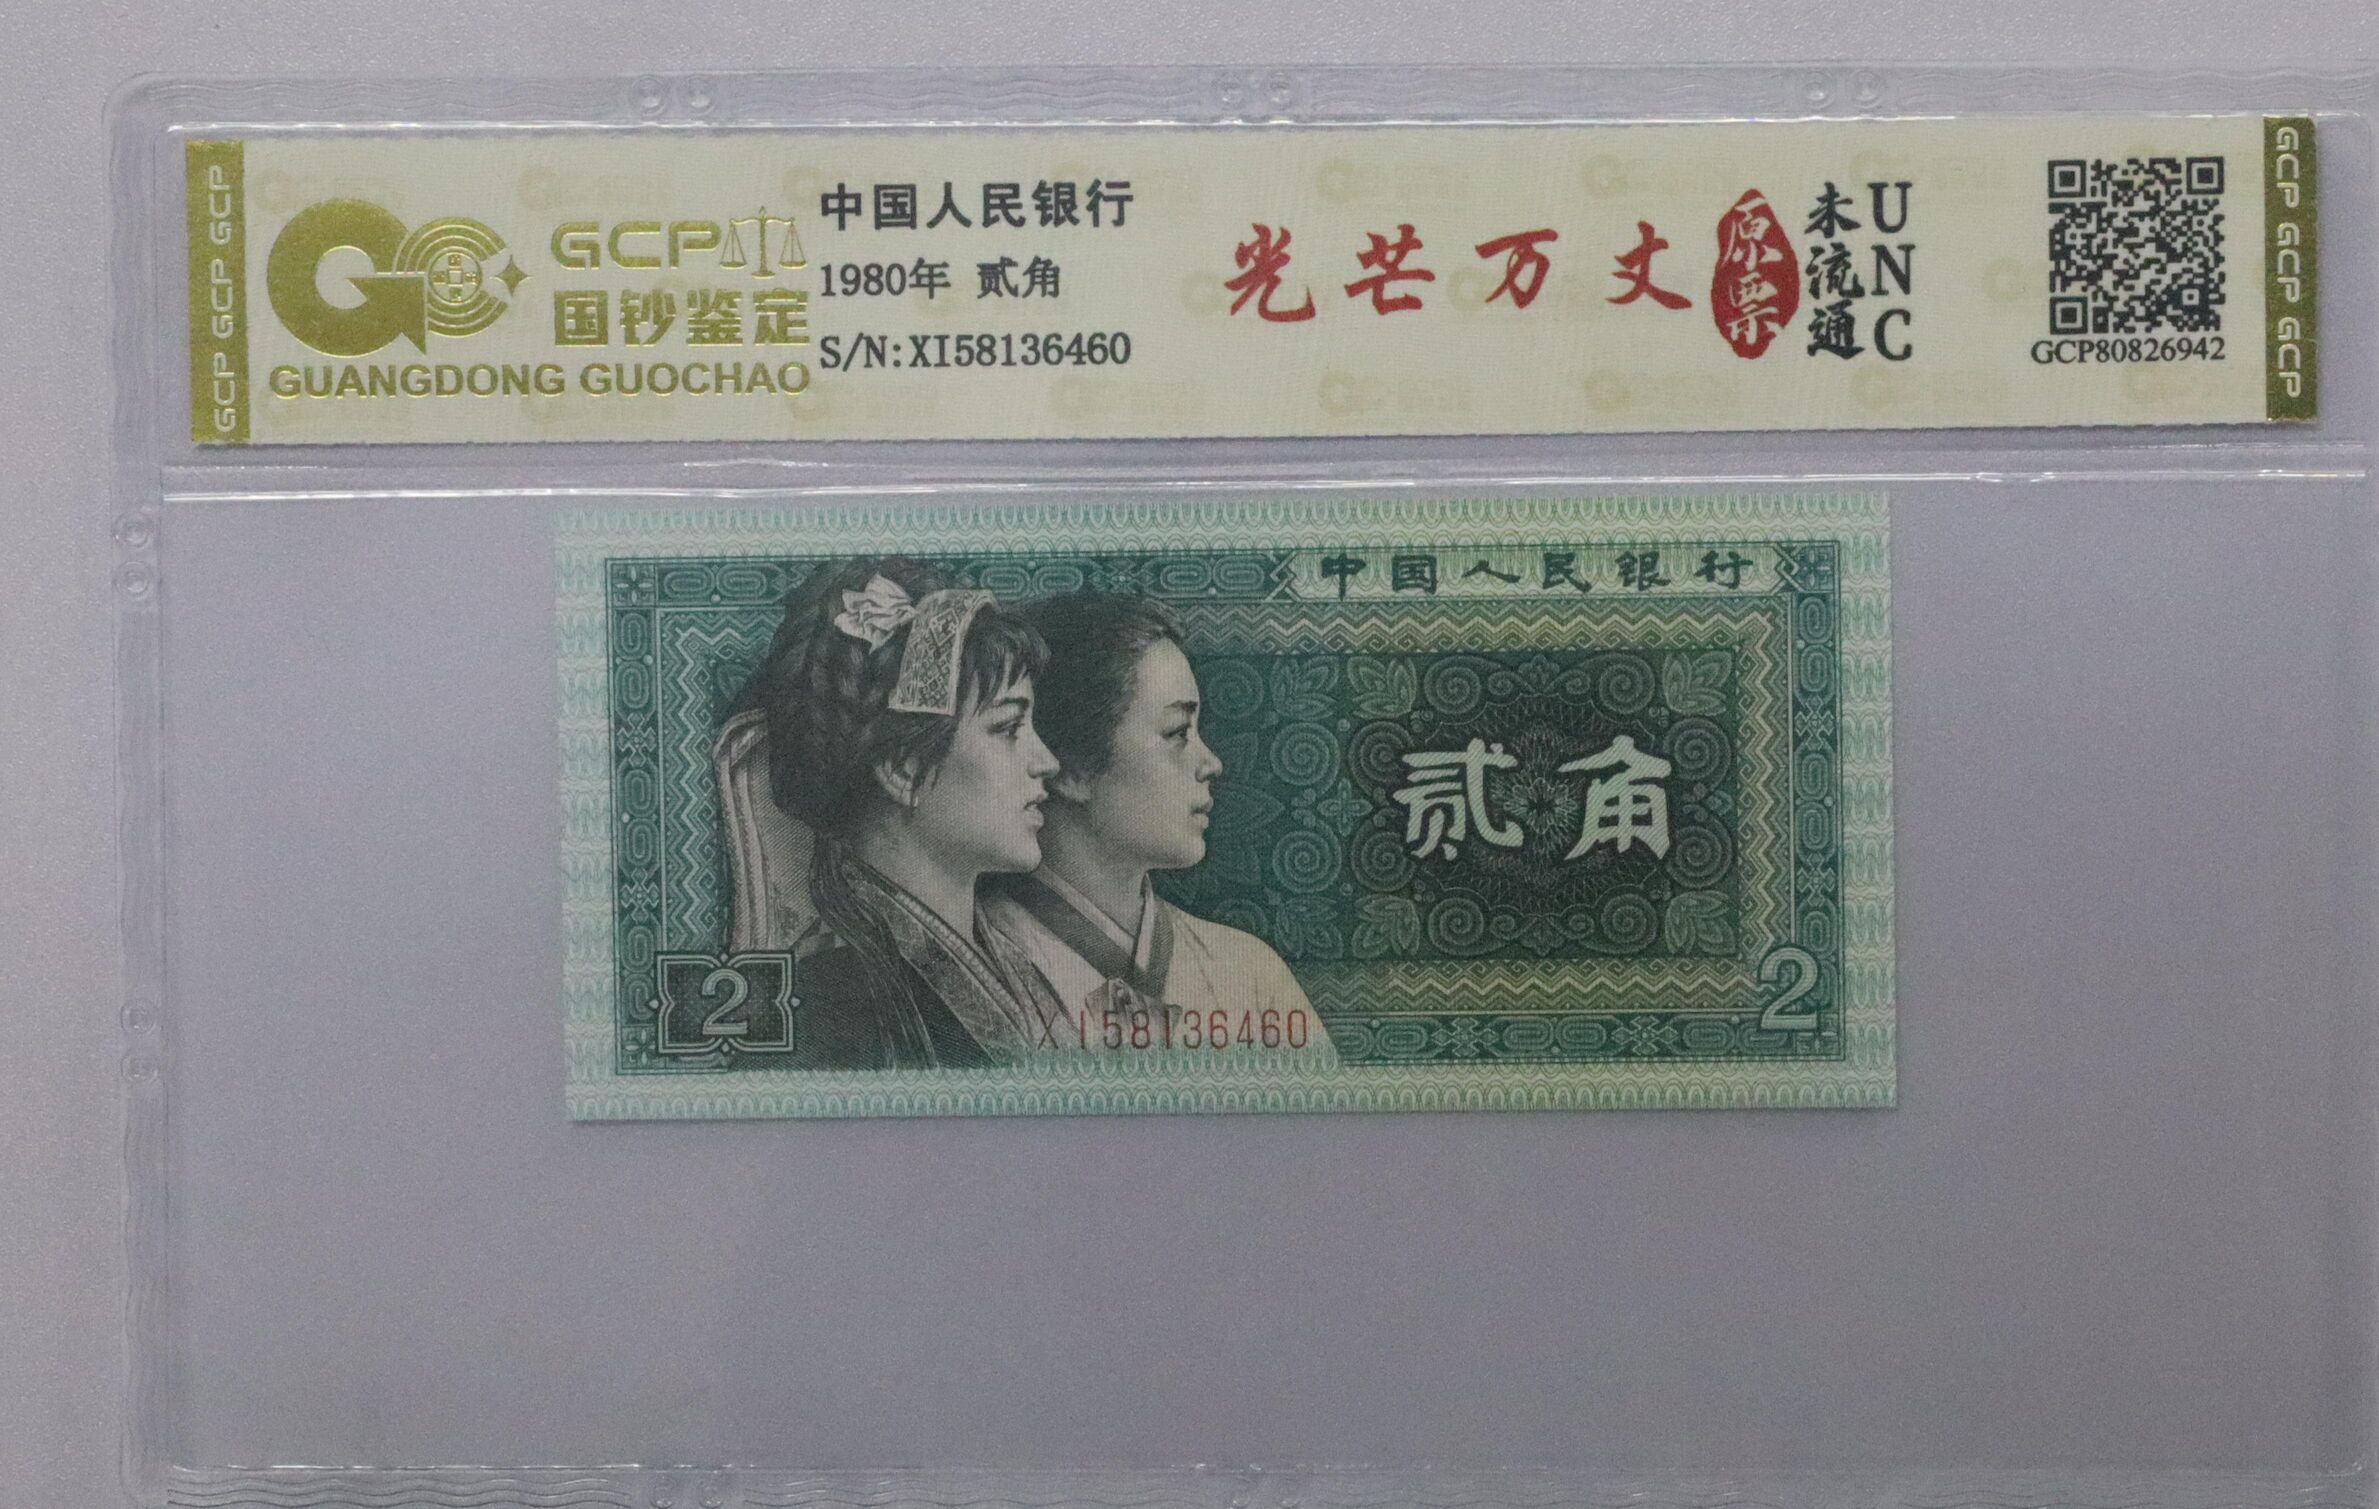 GCP GCP GCP
GCP
国钞鉴定
GUANGDONG GUOCHAO
中国人民银行
1980年 贰角
S/N:XI58136460
光芒万丈
原票
未流通
UNC
GCP80826942
GCP GCP GCP
中国人民银行
贰角
2
XI58136460
2